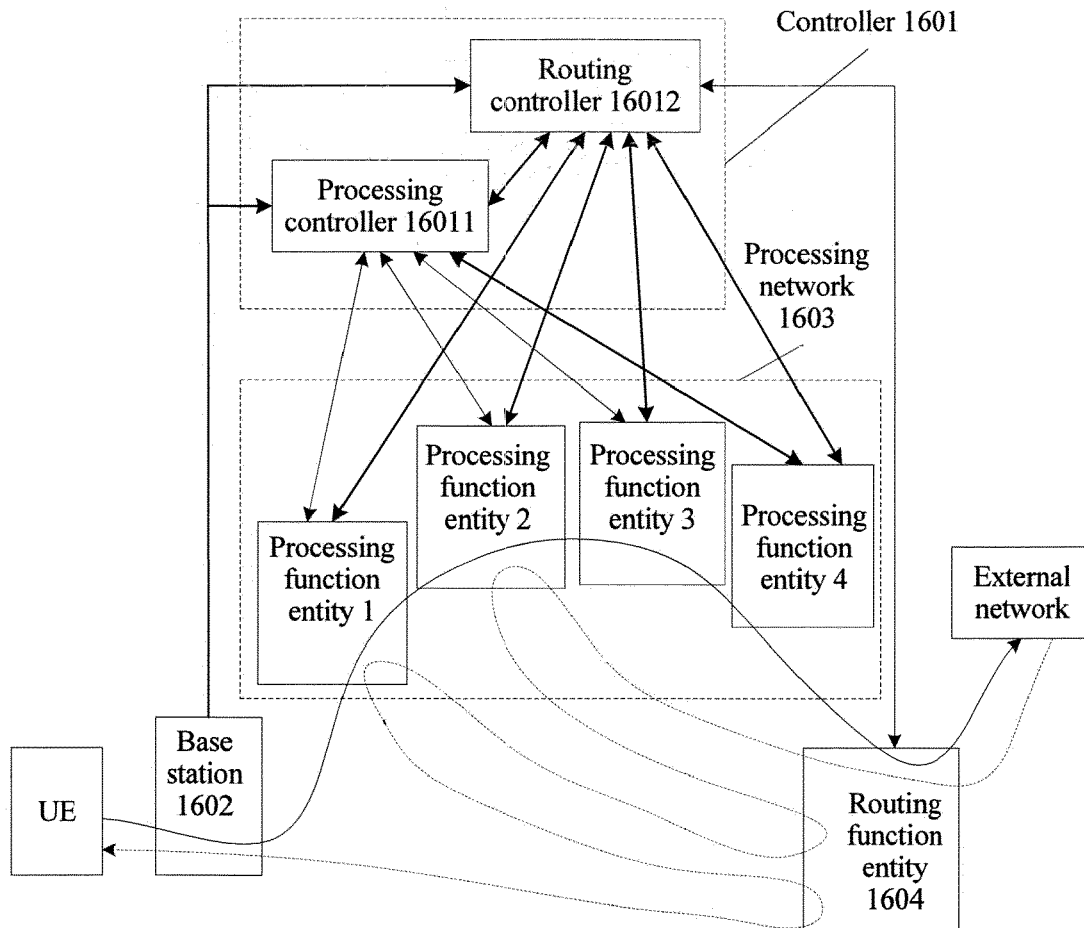 Controller 1601
Routing
controller 16012
Processing
controller 16011
Processing
network
1603
Processing
function
entity 1
Processing
function
entity 2
Processing
function
entity 3
Processing
function
entity 4
External
network
UE
Base
station
1602
Routing
function
entity
1604